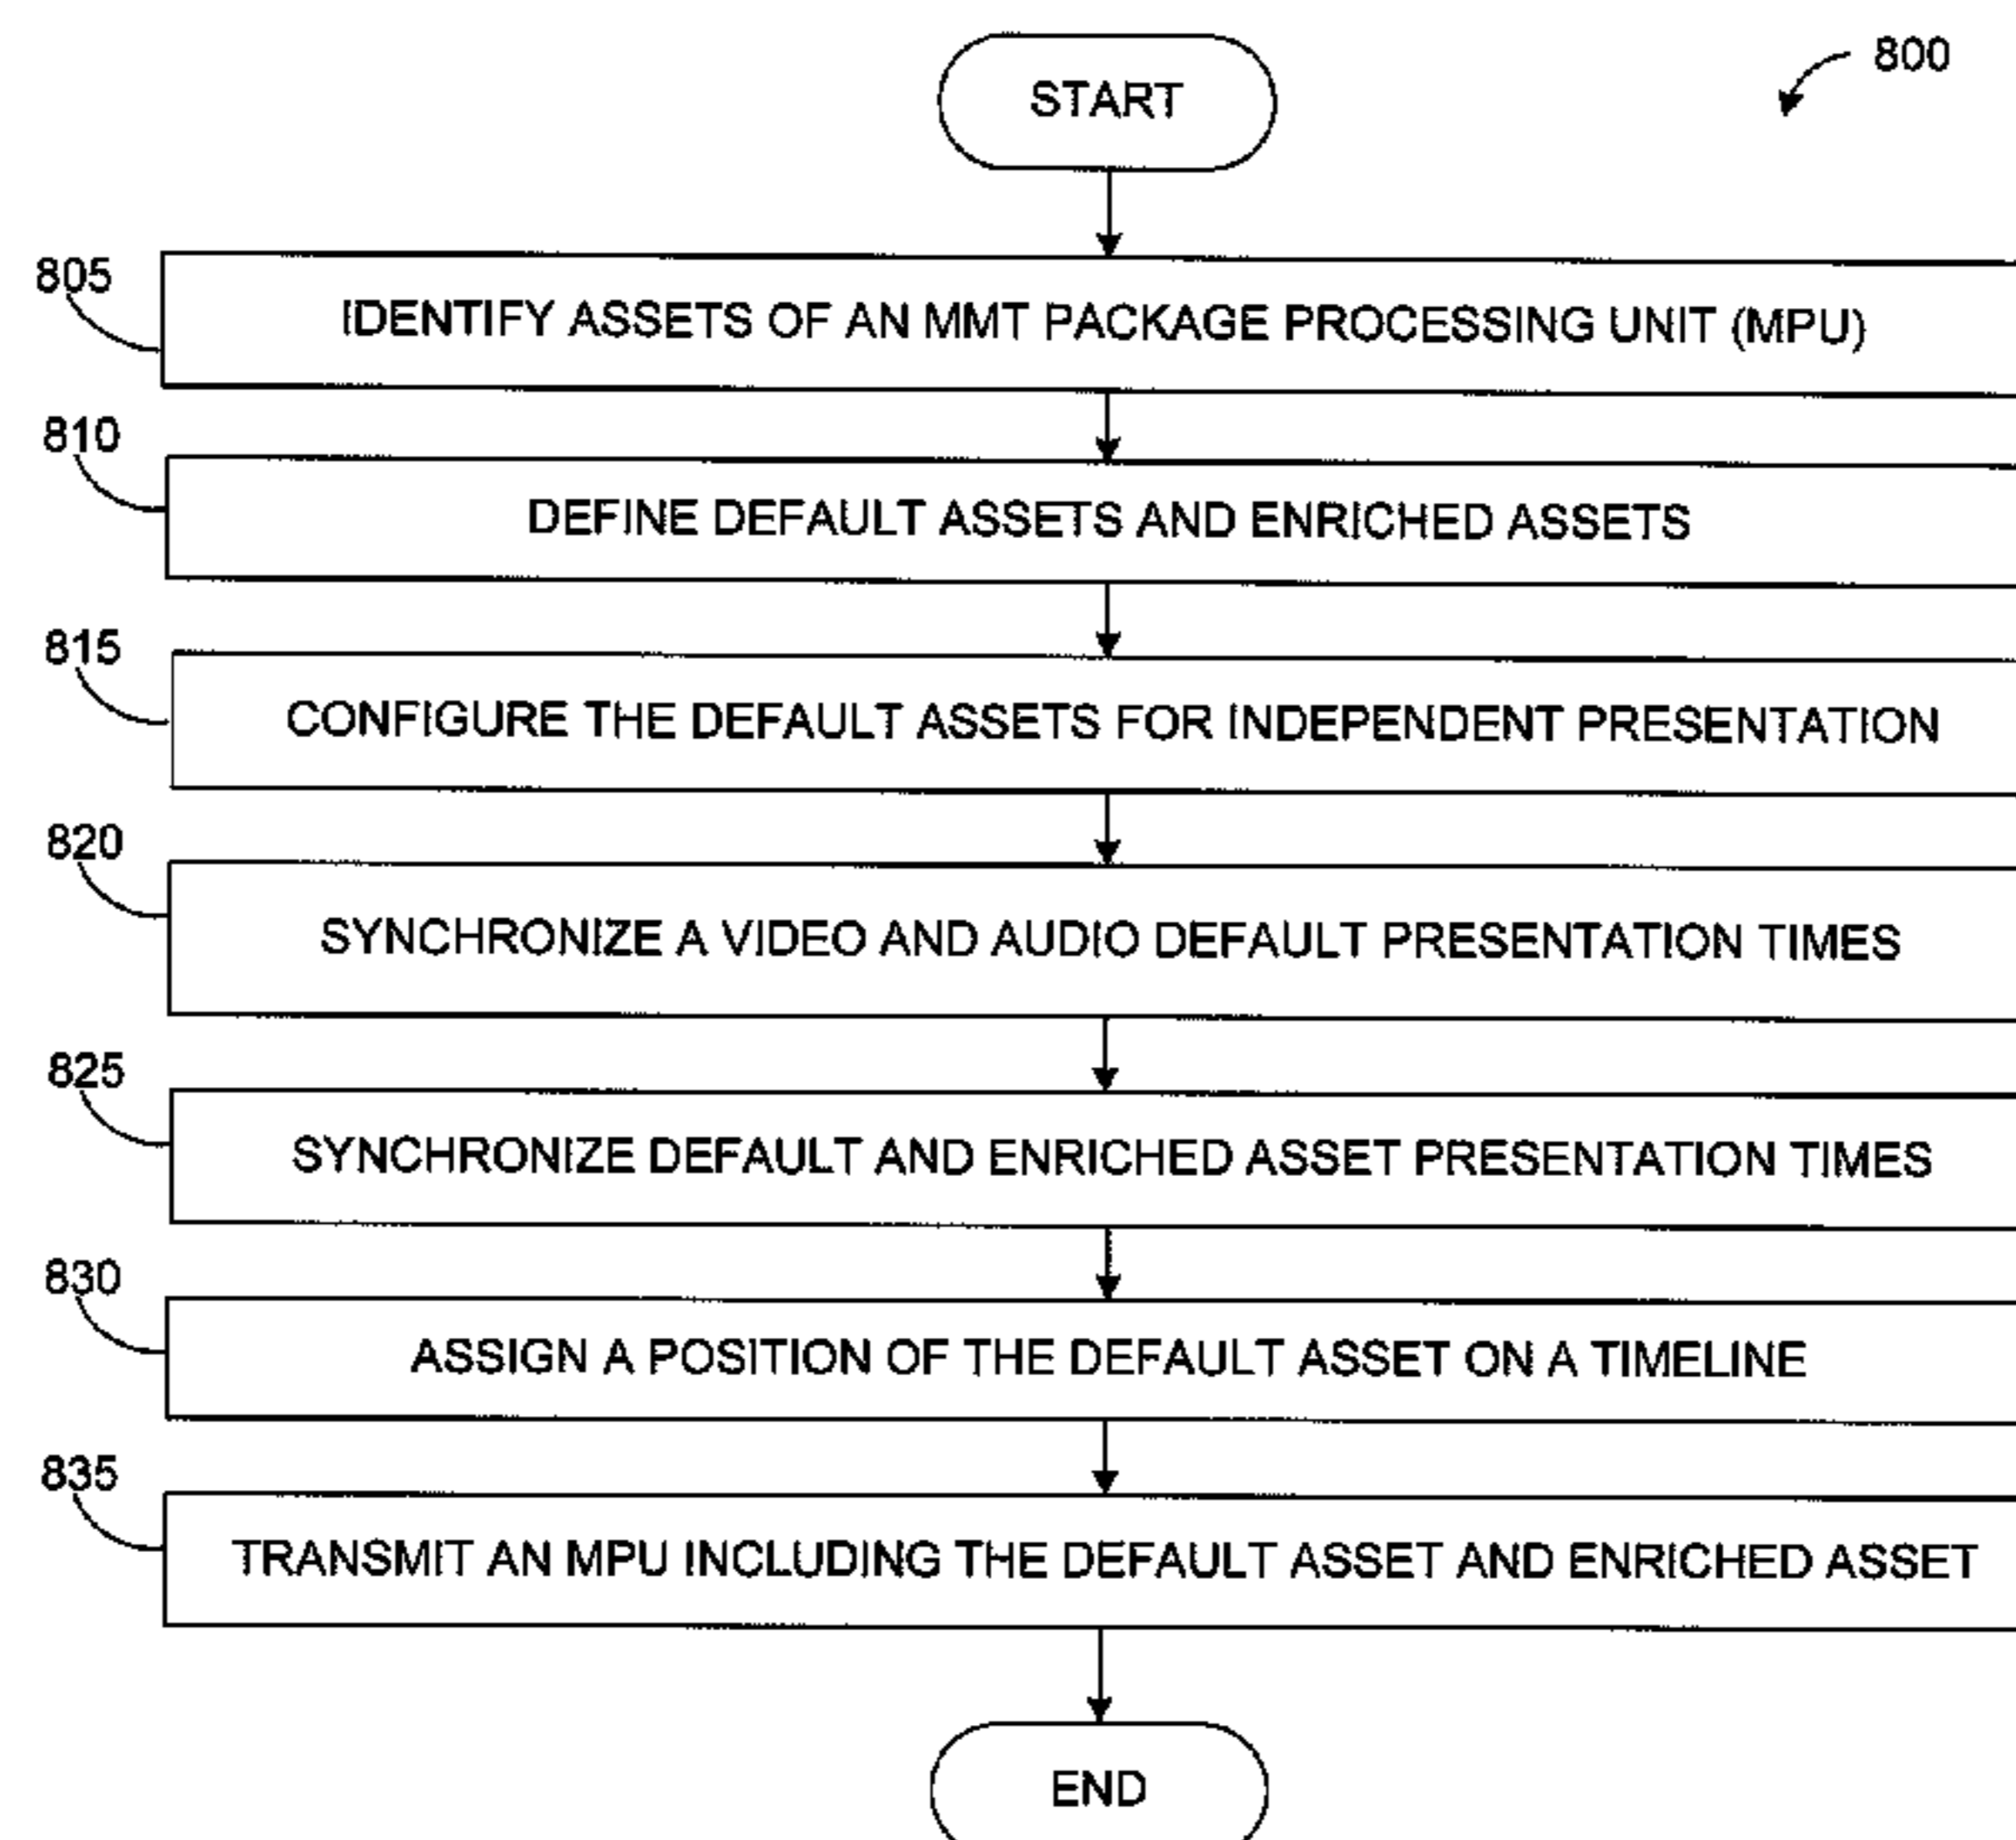 START
800
805
IDENTIFY ASSETS OF AN MMT PACKAGE PROCESSING UNIT (MPU)
810
DEFINE DEFAULT ASSETS AND ENRICHED ASSETS
815
CONFIGURE THE DEFAULT ASSETS FOR INDEPENDENT PRESENTATION
820
SYNCHRONIZE A VIDEO AND AUDIO DEFAULT PRESENTATION TIMES
825
SYNCHRONIZE DEFAULT AND ENRICHED ASSET PRESENTATION TIMES
830
ASSIGN A POSITION OF THE DEFAULT ASSET ON A TIMELINE
835
TRANSMIT AN MPU INCLUDING THE DEFAULT ASSET AND ENRICHED ASSET
END